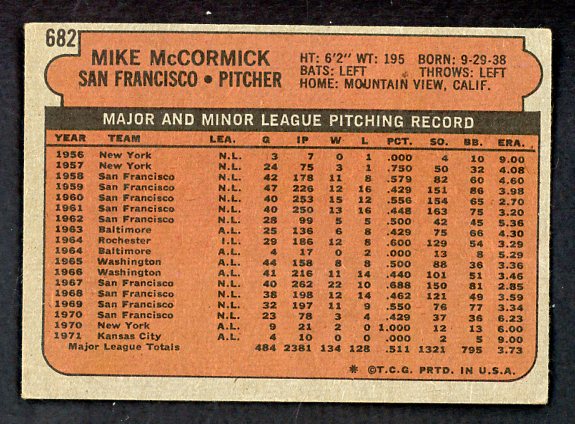 682
MIKE McCORMICK
SAN FRANCISCO • PITCHER
HT: 6'2" WT: 195 BORN: 9-29-38
BATS: LEFT THROWS: LEFT
HOME: MOUNTAIN VIEW, CALIF.
MAJOR AND MINOR LEAGUE PITCHING RECORD
YEAR TEAM LEA. G IP W L PCT. SO. BB. ERA.
1956 New York N.L. 3 7 0 1 .000 4 10 9.00
1957 New York N.L. 24 75 3 1 .750 50 32 4.08
1958 San Francisco N.L. 42 178 11 8 .579 82 60 4.60
1959 San Francisco N.L. 47 226 12 16 .429 151 86 3.98
1960 San Francisco N.L. 40 253 15 12 .556 154 65 2.70
1961 San Francisco N.L. 40 250 13 16 .448 163 75 3.20
1962 San Francisco N.L. 28 99 5 5 .500 42 45 5.36
1963 Baltimore A.L. 25 136 6 8 .429 75 66 4.30
1964 Rochester I.L. 29 186 12 8 .600 129 54 3.29
1964 Baltimore A.L. 4 17 0 2 .000 13 8 5.29
1965 Washington A.L. 44 158 8 8 .500 88 36 3.36
1966 Washington A.L. 41 216 11 14 .440 101 51 3.46
1967 San Francisco N.L. 40 262 22 10 .688 150 81 2.85
1968 San Francisco N.L. 38 198 12 14 .462 121 49 3.59
1969 San Francisco N.L. 32 197 11 9 .550 76 77 3.34
1970 San Francisco N.L. 23 78 3 4 .429 37 36 6.23
1970 New York A.L. 9 21 2 0 1.000 12 13 6.00
1971 Kansas City A.L. 4 10 0 0 .000 2 5 9.00
Major League Totals 484 2381 134 128 .511 1321 795 3.73
* ©T.C.G. PRTD. IN U.S.A.